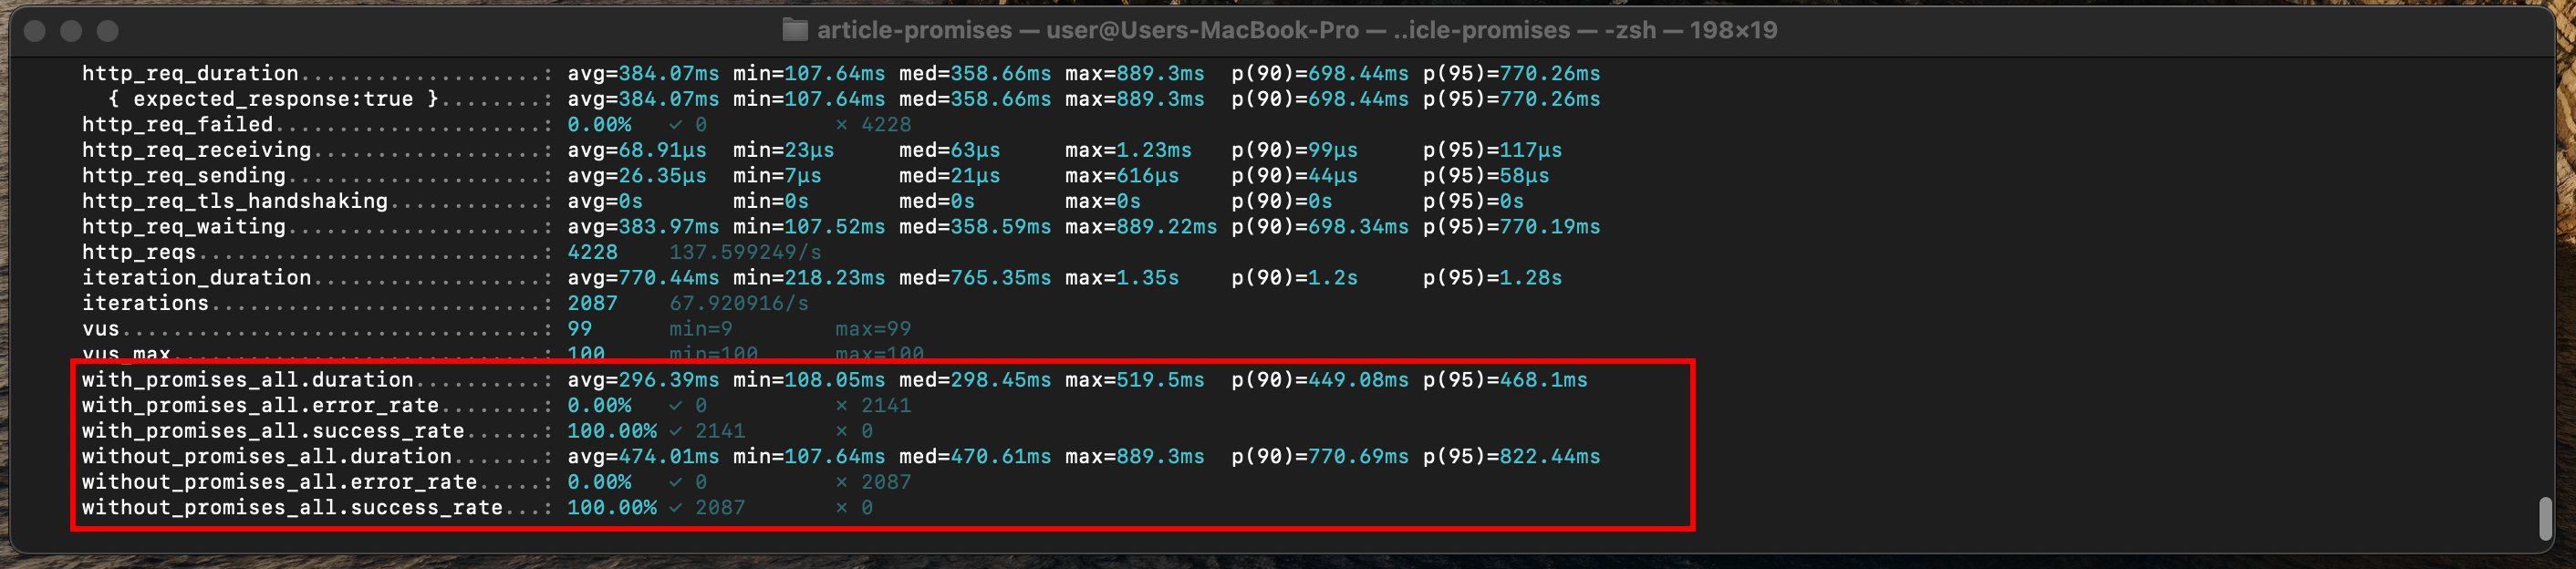 article-promises — user@Users-MacBook-Pro — ..icle-promises — -zsh — 198×19
http_req_duration...................: avg=384.07ms min=107.64ms med=358.66ms max=889.3ms p(90)=698.44ms p(95)=770.26ms
{ expected_response:true }........: avg=384.07ms min=107.64ms med=358.66ms max=889.3ms p(90)=698.44ms p(95)=770.26ms
http_req_failed.....................: 0.00% ✓ 0 ✗ 4228
http_req_receiving..................: avg=68.91µs min=23µs med=63µs max=1.23ms p(90)=99µs p(95)=117µs
http_req_sending....................: avg=26.35µs min=7µs med=21µs max=616µs p(90)=44µs p(95)=58µs
http_req_tls_handshaking............: avg=0s min=0s med=0s max=0s p(90)=0s p(95)=0s
http_req_waiting....................: avg=383.97ms min=107.52ms med=358.59ms max=889.22ms p(90)=698.34ms p(95)=770.19ms
http_reqs...........................: 4228 137.599249/s
iteration_duration..................: avg=770.44ms min=218.23ms med=765.35ms max=1.35s p(90)=1.2s p(95)=1.28s
iterations..........................: 2087 67.920916/s
vus.................................: 99 min=9 max=99
vus_max.............................: 100 min=100 max=100
with_promises_all.duration..........: avg=296.39ms min=108.05ms med=298.45ms max=519.5ms p(90)=449.08ms p(95)=468.1ms
with_promises_all.error_rate........: 0.00% ✓ 0 ✗ 2141
with_promises_all.success_rate......: 100.00% ✓ 2141 ✗ 0
without_promises_all.duration.......: avg=474.01ms min=107.64ms med=470.61ms max=889.3ms p(90)=770.69ms p(95)=822.44ms
without_promises_all.error_rate.....: 0.00% ✓ 0 ✗ 2087
without_promises_all.success_rate...: 100.00% ✓ 2087 ✗ 0